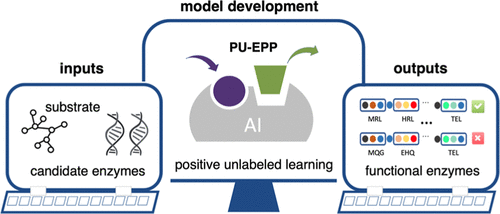 model development
inputs
PU-EPP
outputs
substrate
AI
MRL HRL ... TEL
...
MQG EHQ ... TEL
candidate enzymes
positive unlabeled learning
functional enzymes